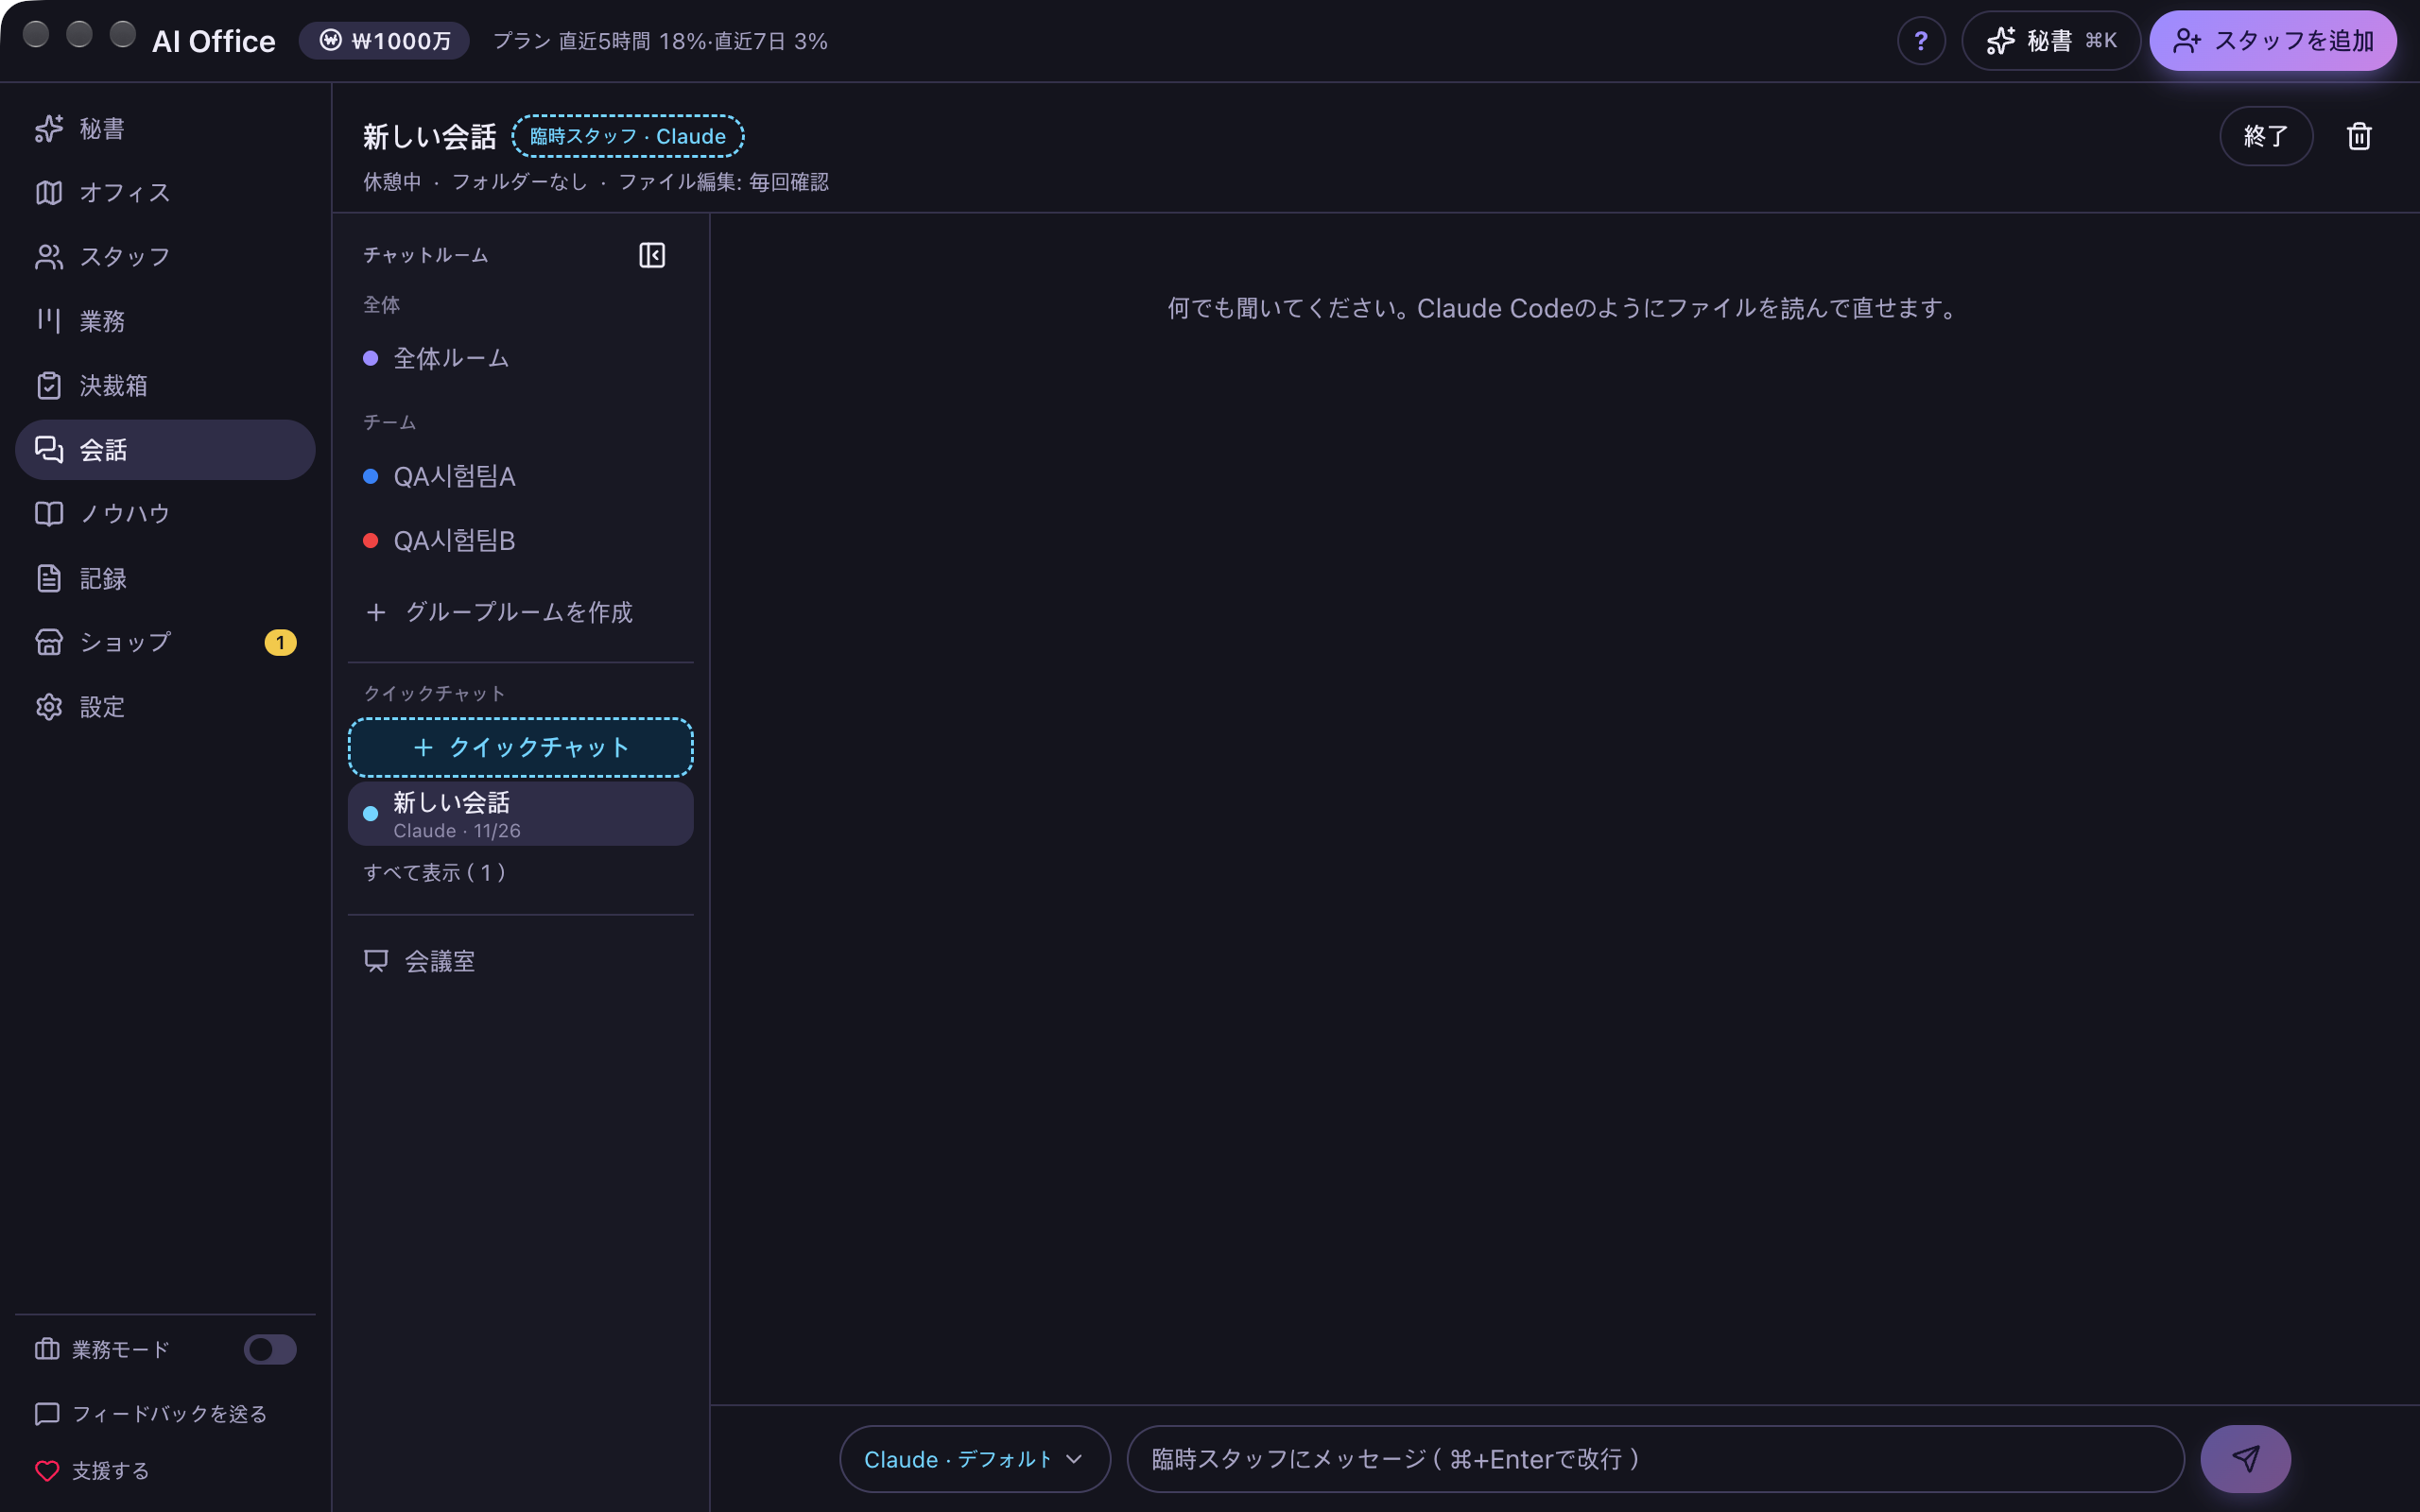 AI Office
₩1000万
プラン 直近5時間 18%·直近7日 3%
?
秘書 ⌘K
スタッフを追加
秘書
オフィス
スタッフ
業務
決裁箱
会話
ノウハウ
記録
ショップ 1
設定
業務モード
フィードバックを送る
支援する
新しい会話
臨時スタッフ · Claude
休憩中 · フォルダーなし · ファイル編集: 毎回確認
終了
チャットルーム
全体
全体ルーム
チーム
QA시험팀A
QA시험팀B
グループルームを作成
クイックチャット
クイックチャット
新しい会話
Claude · 11/26
すべて表示 ( 1 )
会議室
何でも聞いてください。Claude Codeのようにファイルを読んで直せます。
Claude · デフォルト
臨時スタッフにメッセージ ( ⌘+Enterで改行 )